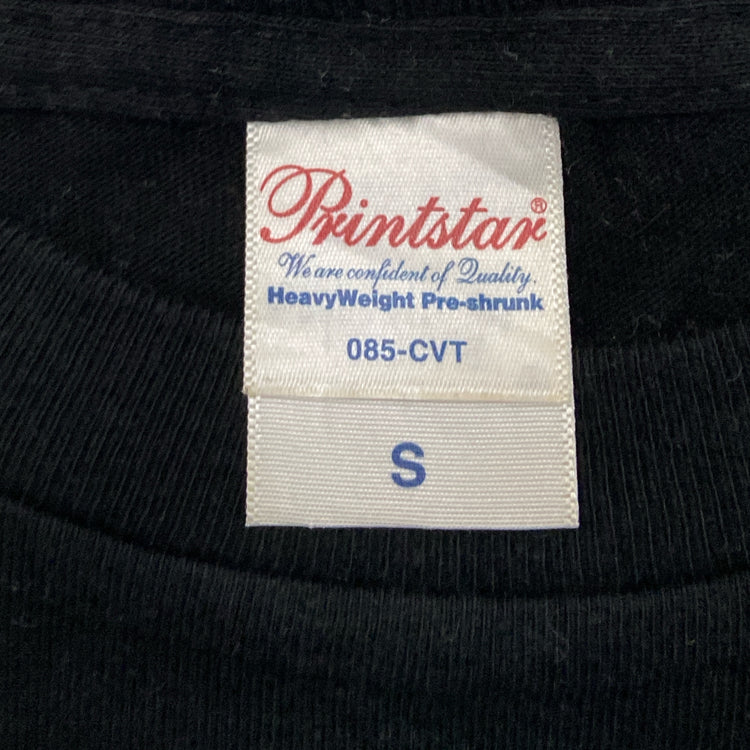 Printstar®
We are confident of Quality.
HeavyWeight Pre-shrunk
085-CVT
S